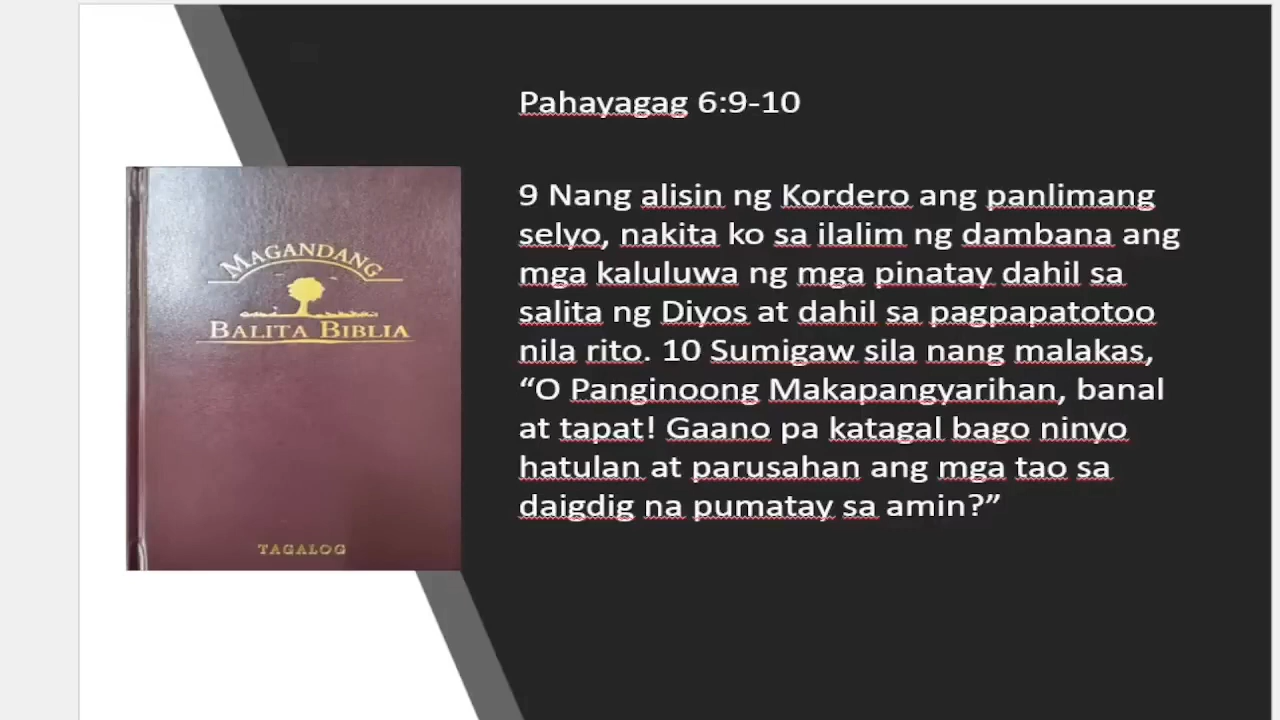 Pahayagag 6:9-10
9 Nang alisin ng Kordero ang panlimang
selyo, nakita ko sa ilalim ng dambana ang
mga kaluluwa ng mga pinatay dahil sa
salita ng Diyos at dahil sa pagpapatotoo
nila rito. 10 Sumigaw sila nang malakas,
“O Panginoong Makapangyarihan, banal
at tapat! Gaano pa katagal bago ninyo
hatulan at parusahan ang mga tao sa
daigdig na pumatay sa amin?”
MAGANDANG
BALITA BIBLIA
TAGALOG